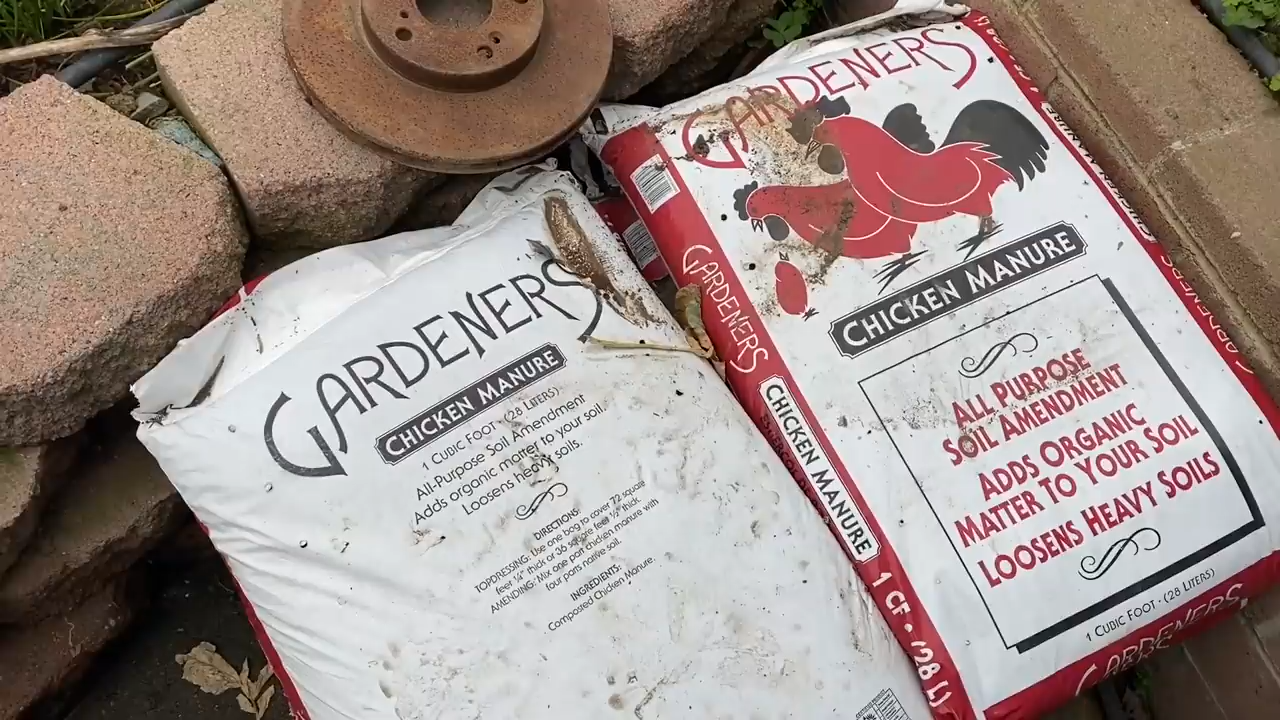 GARDENERS
CHICKEN MANURE
1 CUBIC FOOT · (28 LITERS)
All-Purpose Soil Amendment
Adds organic matter to your soil.
Loosens heavy soils.
DIRECTIONS:
TOPDRESSING: Use one bag to cover 72 square
feet ¼" thick or 36 square feet ½" thick.
AMENDING: Mix one part chicken manure with
four parts native soil.
INGREDIENTS:
Composted Chicken Manure.
GARDENERS
CHICKEN MANURE
1 CF • (28 L)
GARDENERS
CHICKEN MANURE
ALL PURPOSE
SOIL AMENDMENT
ADDS ORGANIC
MATTER TO YOUR SOIL
LOOSENS HEAVY SOILS
1 CUBIC FOOT · (28 LITERS)
GARDENERS
CHICKEN MANURE